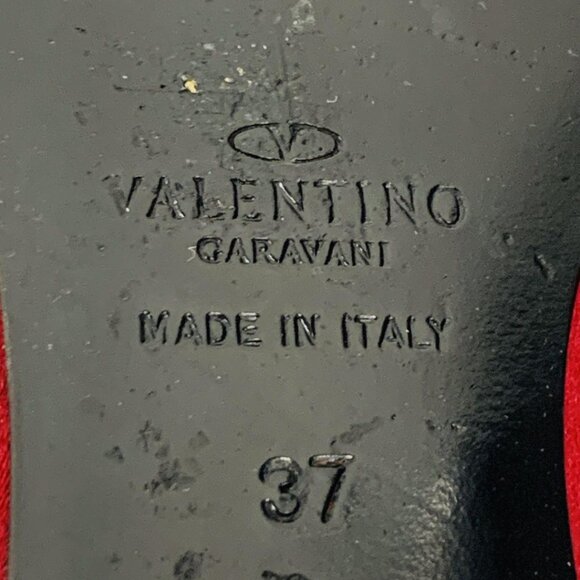 VALENTINO
GARAVANI
MADE IN ITALY
37